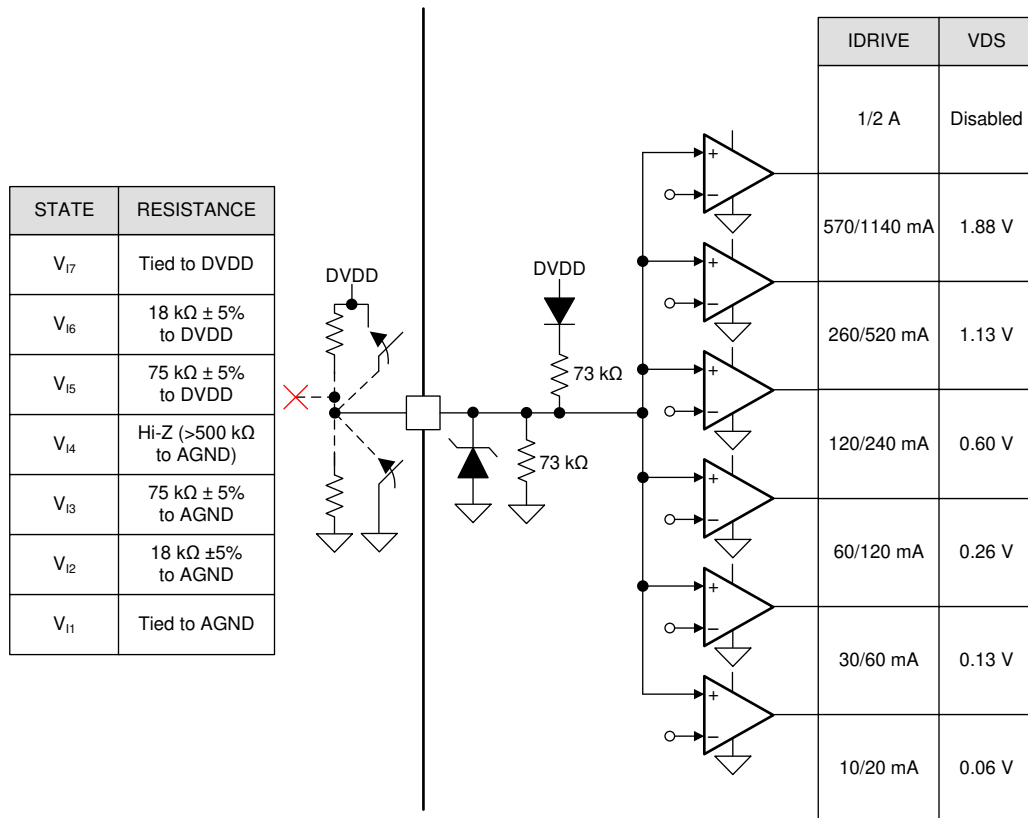 STATE RESISTANCE
V_I7 Tied to DVDD
V_I6 18 kΩ ± 5%
to DVDD
V_I5 75 kΩ ± 5%
to DVDD
V_I4 Hi-Z (>500 kΩ
to AGND)
V_I3 75 kΩ ± 5%
to AGND
V_I2 18 kΩ ±5%
to AGND
V_I1 Tied to AGND
DVDD
DVDD
73 kΩ
73 kΩ
+
−
+
−
+
−
+
−
+
−
+
−
IDRIVE VDS
1/2 A Disabled
570/1140 mA 1.88 V
260/520 mA 1.13 V
120/240 mA 0.60 V
60/120 mA 0.26 V
30/60 mA 0.13 V
10/20 mA 0.06 V